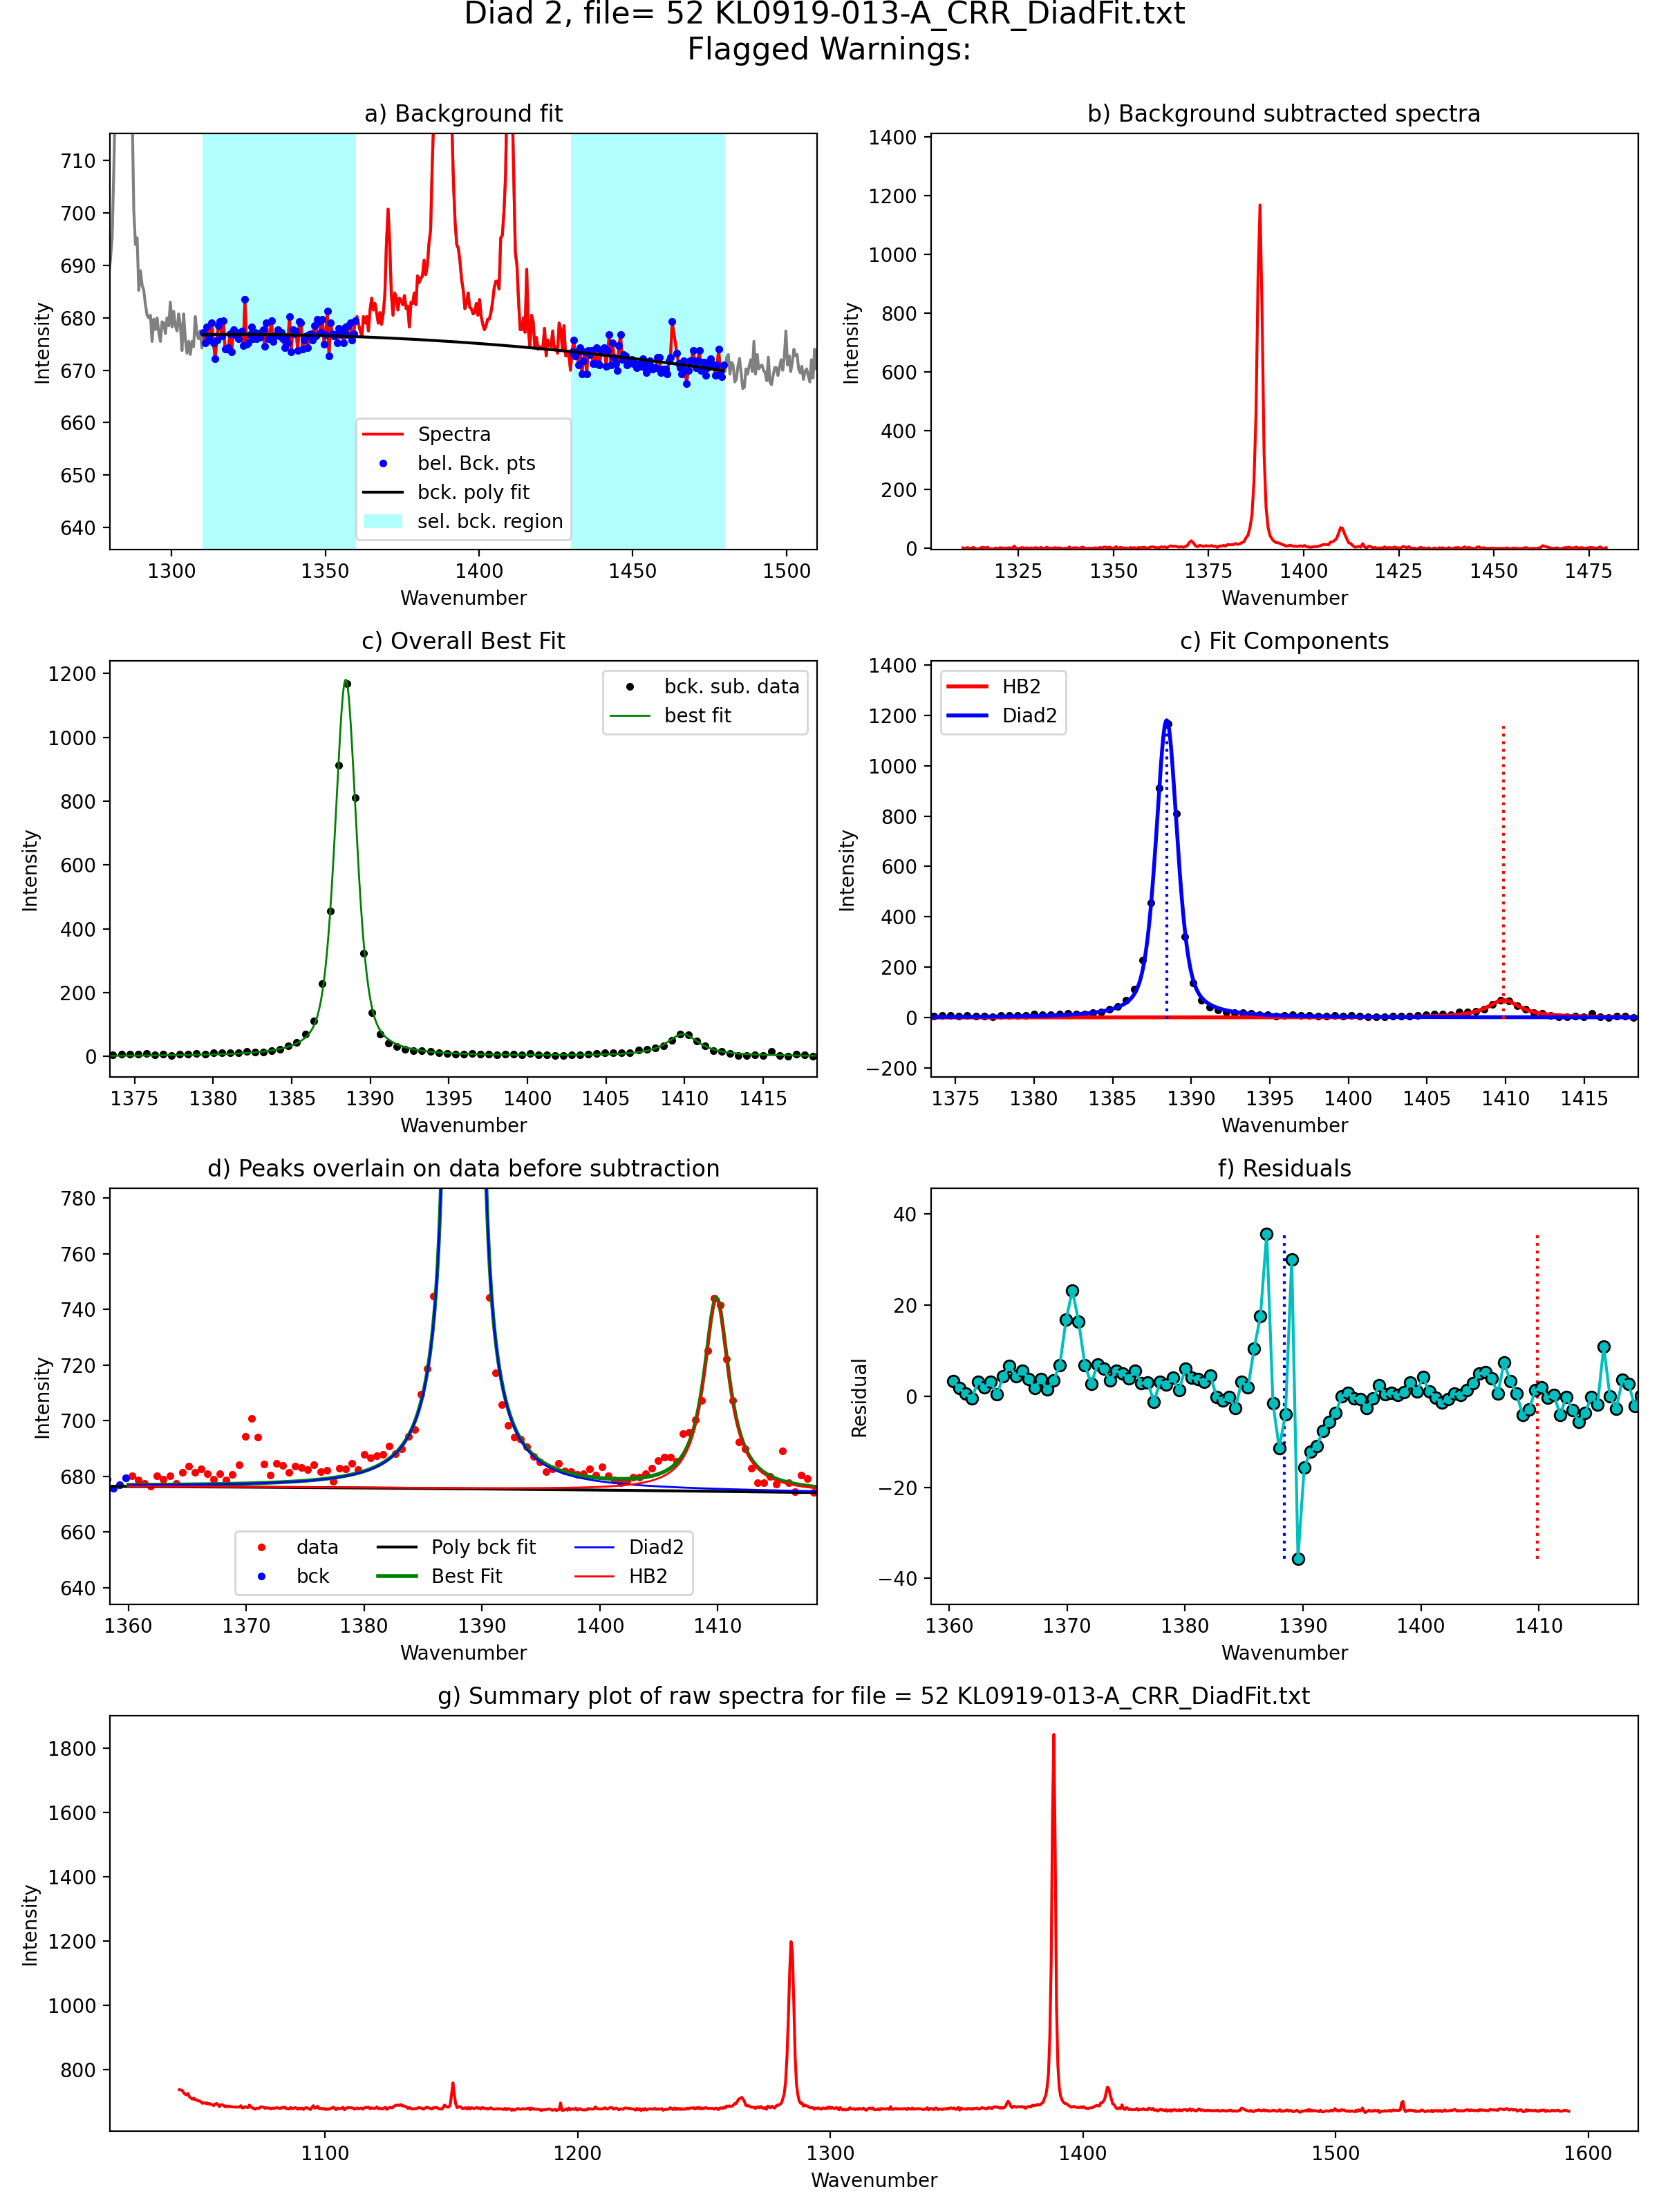 Diad 2, file= 52 KL0919-013-A_CRR_DiadFit.txt
Flagged Warnings:
a) Background fit
710
700
690
680
670
660
650
640
Intensity
Spectra
bel. Bck. pts
bck. poly fit
sel. bck. region
1300 1350 1400 1450 1500
Wavenumber
b) Background subtracted spectra
1400
1200
1000
800
600
400
200
0
Intensity
1325 1350 1375 1400 1425 1450 1475
Wavenumber
c) Overall Best Fit
1200
1000
800
600
400
200
0
Intensity
bck. sub. data
best fit
1375 1380 1385 1390 1395 1400 1405 1410 1415
Wavenumber
c) Fit Components
1400
1200
1000
800
600
400
200
0
−200
Intensity
HB2
Diad2
1375 1380 1385 1390 1395 1400 1405 1410 1415
Wavenumber
d) Peaks overlain on data before subtraction
780
760
740
720
700
680
660
640
Intensity
data
bck
Poly bck fit
Best Fit
Diad2
HB2
1360 1370 1380 1390 1400 1410
Wavenumber
f) Residuals
40
20
0
−20
−40
Residual
1360 1370 1380 1390 1400 1410
Wavenumber
g) Summary plot of raw spectra for file = 52 KL0919-013-A_CRR_DiadFit.txt
1800
1600
1400
1200
1000
800
Intensity
1100 1200 1300 1400 1500 1600
Wavenumber